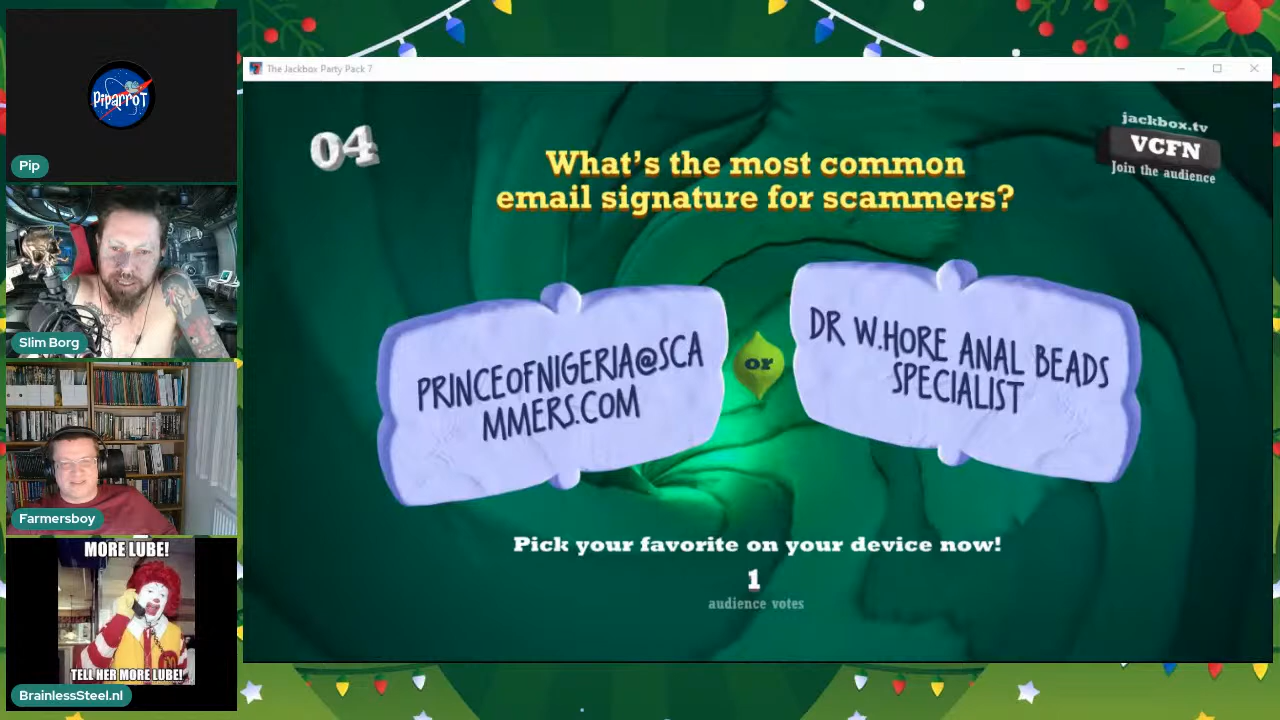 PiparroT
Pip
Slim Borg
Farmersboy
MORE LUBE!
TELL HER MORE LUBE!
BrainlessSteel.nl
The Jackbox Party Pack 7
04
What's the most common
email signature for scammers?
jackbox.tv
VCFN
Join the audience
PRINCEOFNIGERIA@SCA
MMERS.COM
or
DR W.HORE ANAL BEADS
SPECIALIST
Pick your favorite on your device now!
1
audience votes